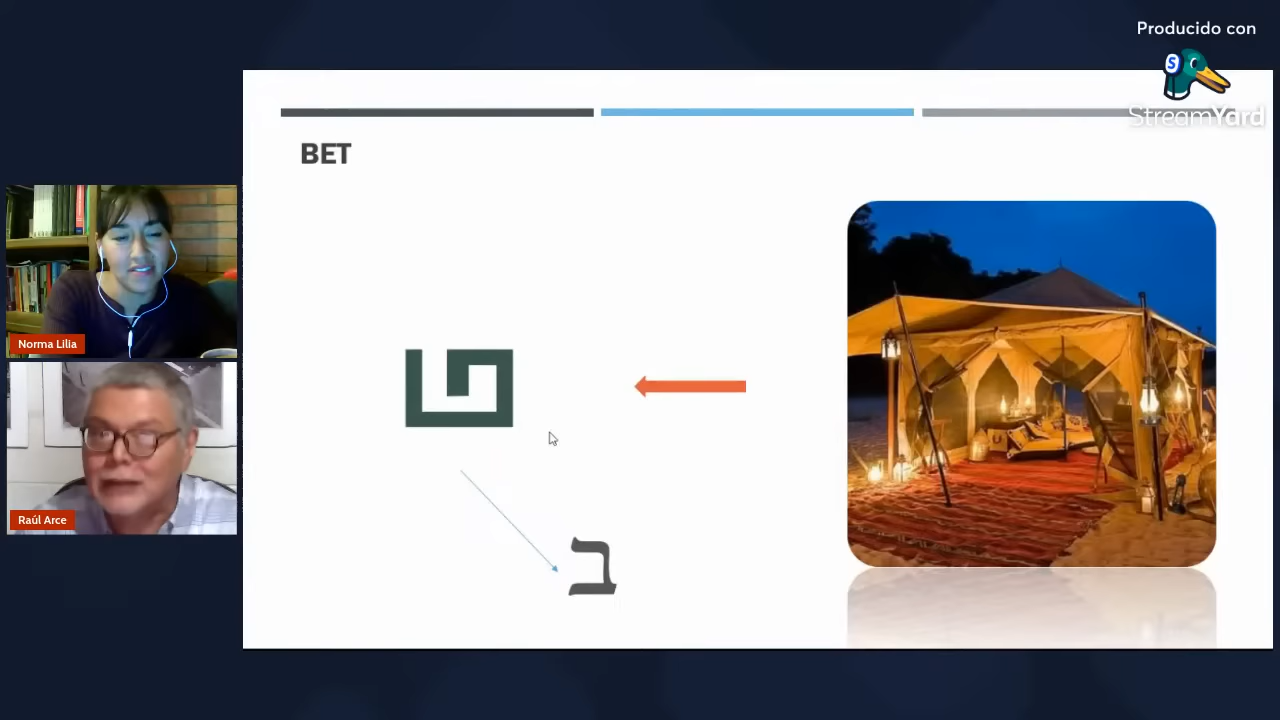 Producido con
StreamYard
BET
Norma Lilia
Raúl Arce
ב